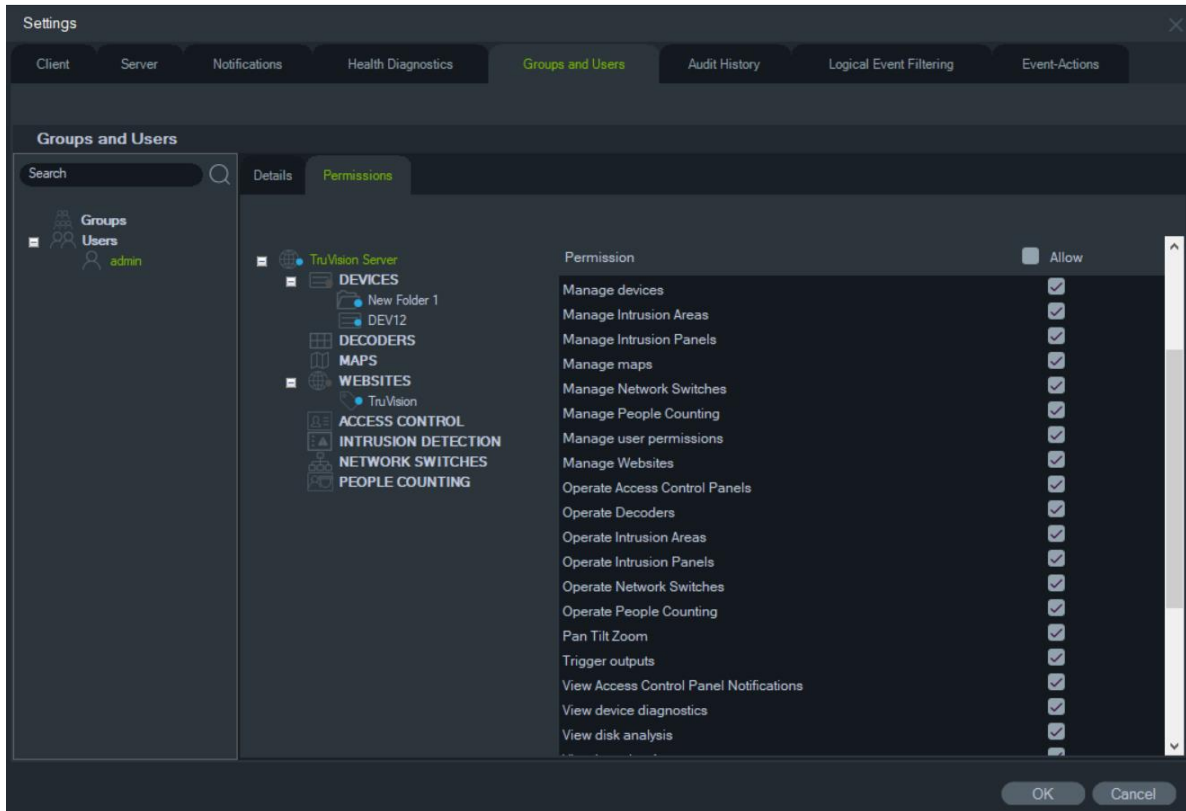 Settings
Client Server Notifications Health Diagnostics Groups and Users Audit History Logical Event Filtering Event-Actions
Groups and Users
Search
Groups
Users
admin
Details Permissions
TruVision Server
DEVICES
New Folder 1
DEV12
DECODERS
MAPS
WEBSITES
TruVision
ACCESS CONTROL
INTRUSION DETECTION
NETWORK SWITCHES
PEOPLE COUNTING
Permission Allow
Manage devices
Manage Intrusion Areas
Manage Intrusion Panels
Manage maps
Manage Network Switches
Manage People Counting
Manage user permissions
Manage Websites
Operate Access Control Panels
Operate Decoders
Operate Intrusion Areas
Operate Intrusion Panels
Operate Network Switches
Operate People Counting
Pan Tilt Zoom
Trigger outputs
View Access Control Panel Notifications
View device diagnostics
View disk analysis
OK Cancel